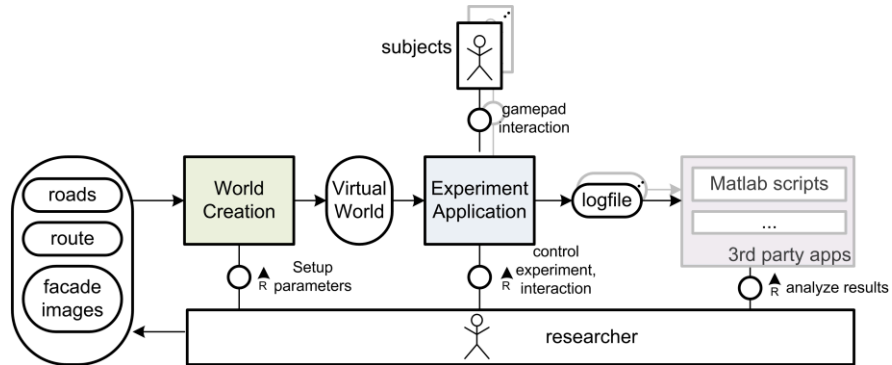 subjects
gamepad
interaction
roads
route
facade
images
World
Creation
Virtual
World
Experiment
Application
logfile
Matlab scripts
...
3rd party apps
R
Setup
parameters
R
control
experiment,
interaction
R
analyze results
researcher